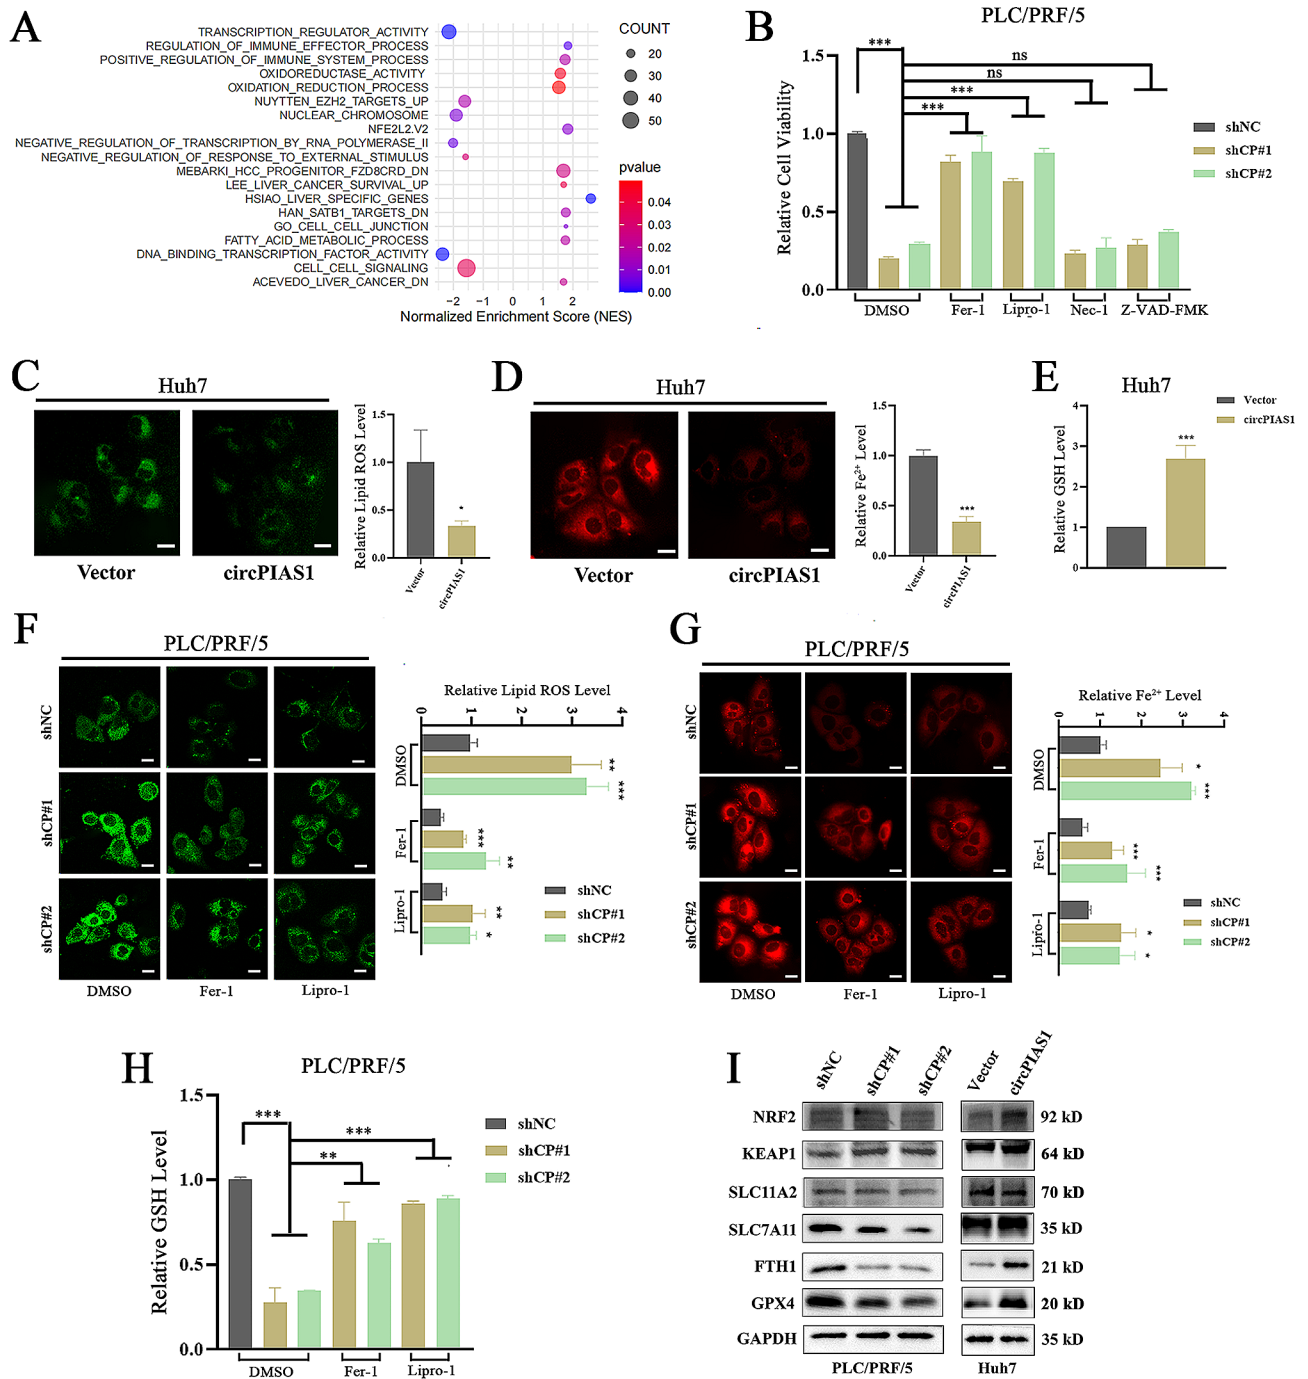 A
TRANSCRIPTION_REGULATOR_ACTIVITY
REGULATION_OF_IMMUNE_EFFECTOR_PROCESS
POSITIVE_REGULATION_OF_IMMUNE_SYSTEM_PROCESS
OXIDOREDUCTASE_ACTIVITY
OXIDATION_REDUCTION_PROCESS
NUYTTEN_EZH2_TARGETS_UP
NUCLEAR_CHROMOSOME
NFE2L2.V2
NEGATIVE_REGULATION_OF_TRANSCRIPTION_BY_RNA_POLYMERASE_II
NEGATIVE_REGULATION_OF_RESPONSE_TO_EXTERNAL_STIMULUS
MEBARKI_HCC_PROGENITOR_FZD8CRD_DN
LEE_LIVER_CANCER_SURVIVAL_UP
HSIAO_LIVER_SPECIFIC_GENES
HAN_SATB1_TARGETS_DN
GO_CELL_CELL_JUNCTION
FATTY_ACID_METABOLIC_PROCESS
DNA_BINDING_TRANSCRIPTION_FACTOR_ACTIVITY
CELL_CELL_SIGNALING
ACEVEDO_LIVER_CANCER_DN
−2 −1 0 1 2
Normalized Enrichment Score (NES)
COUNT
20
30
40
50
pvalue
0.04
0.03
0.02
0.01
0.00
B
PLC/PRF/5
Relative Cell Viability
1.5
1.0
0.5
0.0
***
ns
ns
***
***
DMSO Fer-1 Lipro-1 Nec-1 Z-VAD-FMK
shNC
shCP#1
shCP#2
C
Huh7
Vector circPIAS1
Relative Lipid ROS Level
1.5
1.0
0.5
0.0
*
Vector circPIAS1
D
Huh7
Vector circPIAS1
Relative Fe²⁺ Level
1.5
1.0
0.5
0.0
***
Vector circPIAS1
E
Huh7
Relative GSH Level
4
3
2
1
0
***
Vector
circPIAS1
F
PLC/PRF/5
shNC
shCP#1
shCP#2
DMSO Fer-1 Lipro-1
Relative Lipid ROS Level
0 1 2 3 4
DMSO
**
***
Fer-1
***
**
Lipro-1
**
*
shNC
shCP#1
shCP#2
G
PLC/PRF/5
shNC
shCP#1
shCP#2
DMSO Fer-1 Lipro-1
Relative Fe²⁺ Level
0 1 2 3 4
DMSO
*
***
Fer-1
***
***
Lipro-1
*
*
shNC
shCP#1
shCP#2
H
PLC/PRF/5
Relative GSH Level
1.5
1.0
0.5
0.0
***
***
**
DMSO Fer-1 Lipro-1
shNC
shCP#1
shCP#2
I
shNC shCP#1 shCP#2 Vector circPIAS1
NRF2 92 kD
KEAP1 64 kD
SLC11A2 70 kD
SLC7A11 35 kD
FTH1 21 kD
GPX4 20 kD
GAPDH 35 kD
PLC/PRF/5 Huh7